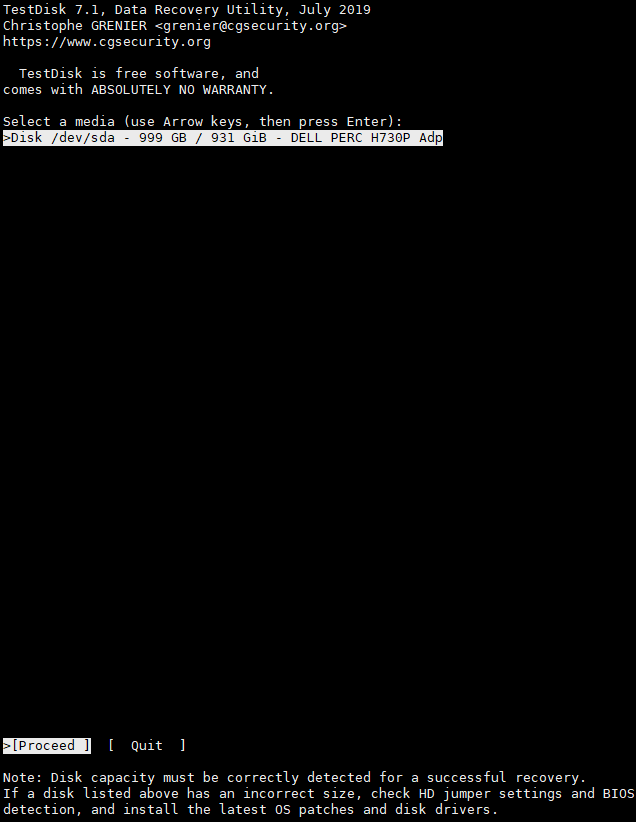 TestDisk 7.1, Data Recovery Utility, July 2019
Christophe GRENIER <grenier@cgsecurity.org>
https://www.cgsecurity.org
TestDisk is free software, and
comes with ABSOLUTELY NO WARRANTY.
Select a media (use Arrow keys, then press Enter):
>Disk /dev/sda - 999 GB / 931 GiB - DELL PERC H730P Adp
>[Proceed ]  [  Quit  ]
Note: Disk capacity must be correctly detected for a successful recovery.
If a disk listed above has an incorrect size, check HD jumper settings and BIOS
detection, and install the latest OS patches and disk drivers.